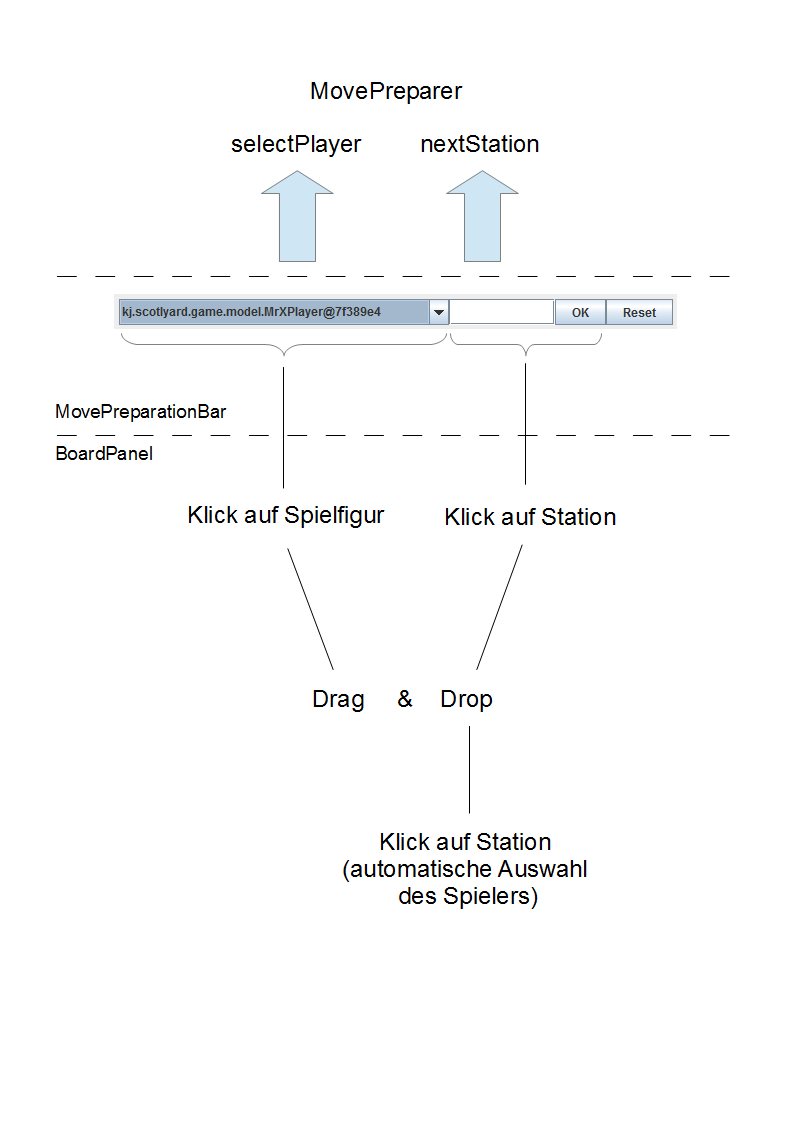 MovePreparer
selectPlayer nextStation
kj.scotlyard.game.model.MrXPlayer@7f389e4 OK Reset
MovePreparationBar
BoardPanel
Klick auf Spielfigur Klick auf Station
Drag & Drop
Klick auf Station
(automatische Auswahl
des Spielers)